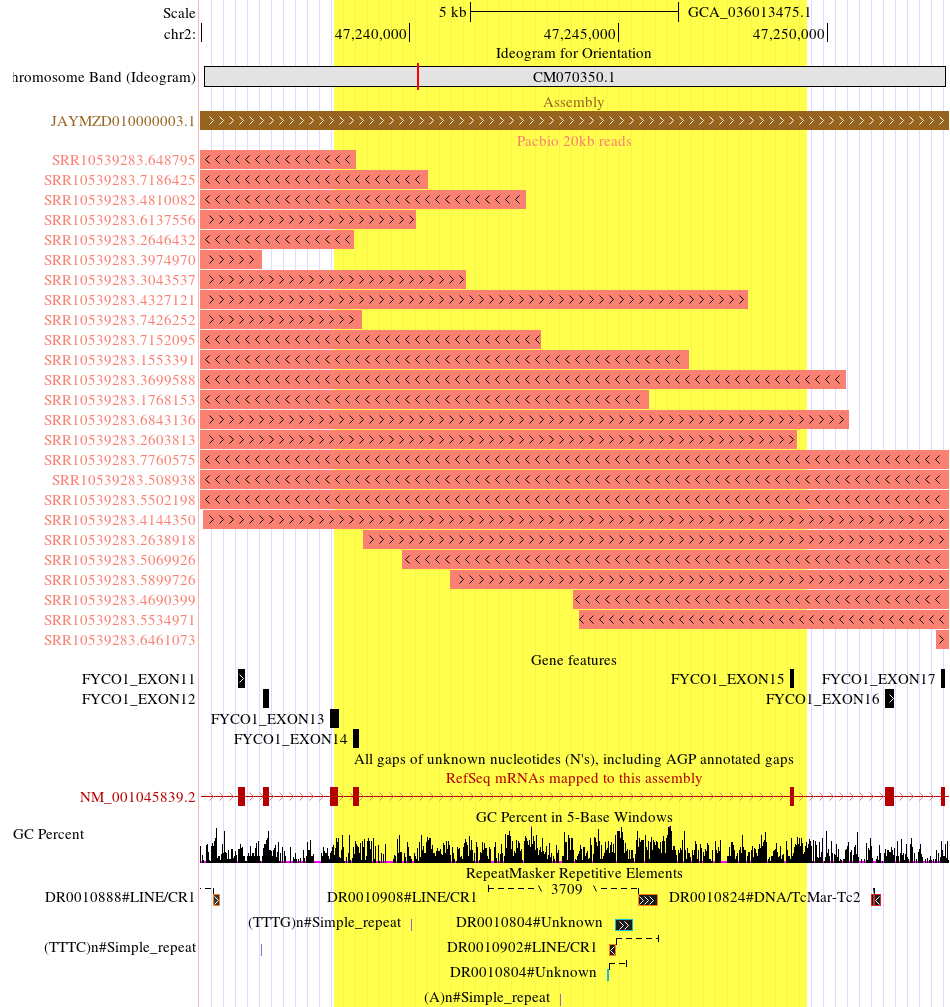 Scale 5 kb GCA_036013475.1
chr2: 47,240,000 47,245,000 47,250,000
Ideogram for Orientation
hromosome Band (Ideogram) CM070350.1
Assembly
JAYMZD010000003.1
Pacbio 20kb reads
SRR10539283.648795
SRR10539283.7186425
SRR10539283.4810082
SRR10539283.6137556
SRR10539283.2646432
SRR10539283.3974970
SRR10539283.3043537
SRR10539283.4327121
SRR10539283.7426252
SRR10539283.7152095
SRR10539283.1553391
SRR10539283.3699588
SRR10539283.1768153
SRR10539283.6843136
SRR10539283.2603813
SRR10539283.7760575
SRR10539283.508938
SRR10539283.5502198
SRR10539283.4144350
SRR10539283.2638918
SRR10539283.5069926
SRR10539283.5899726
SRR10539283.4690399
SRR10539283.5534971
SRR10539283.6461073
Gene features
FYCO1_EXON11 FYCO1_EXON15 FYCO1_EXON17
FYCO1_EXON12 FYCO1_EXON16
FYCO1_EXON13
FYCO1_EXON14
All gaps of unknown nucleotides (N's), including AGP annotated gaps
RefSeq mRNAs mapped to this assembly
NM_001045839.2
GC Percent in 5-Base Windows
GC Percent
RepeatMasker Repetitive Elements
DR0010888#LINE/CR1 DR0010908#LINE/CR1 3709 DR0010824#DNA/TcMar-Tc2
(TTTG)n#Simple_repeat DR0010804#Unknown
(TTTC)n#Simple_repeat DR0010902#LINE/CR1
DR0010804#Unknown
(A)n#Simple_repeat